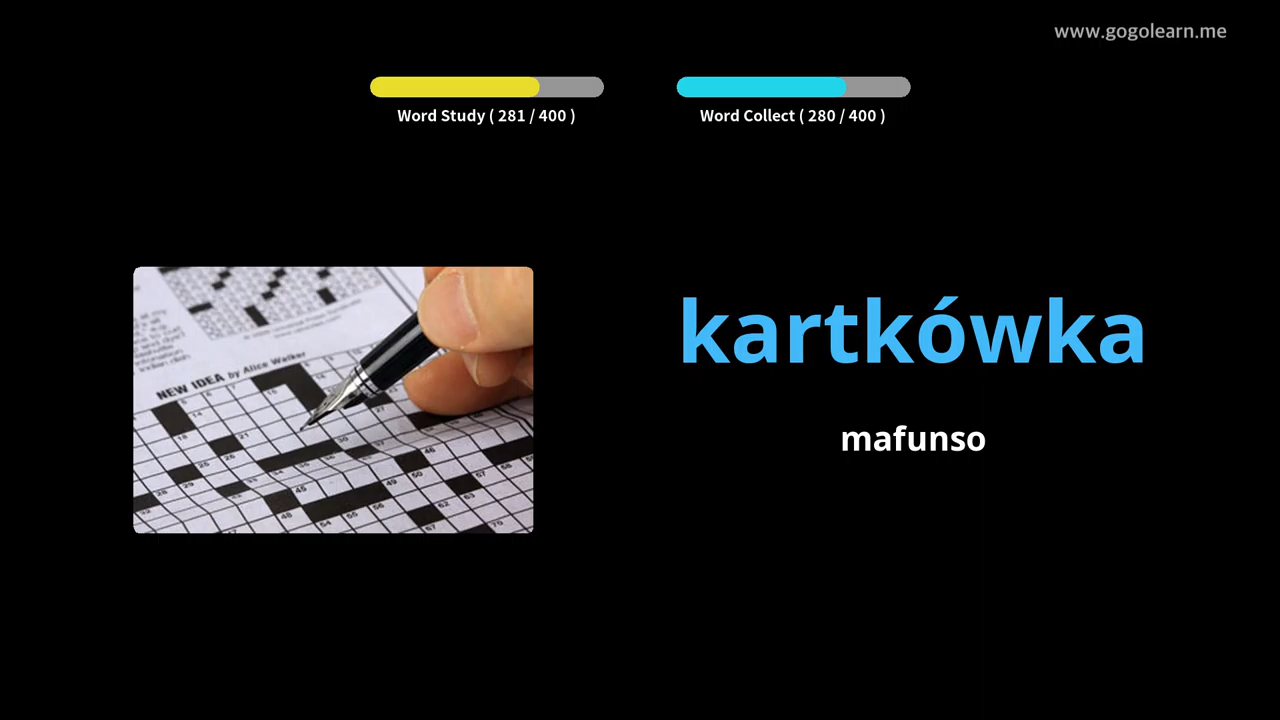 www.gogolearn.me
Word Study ( 281 / 400 )
Word Collect ( 280 / 400 )
kartkówka
mafunso
NEW IDEA by Alice Walker